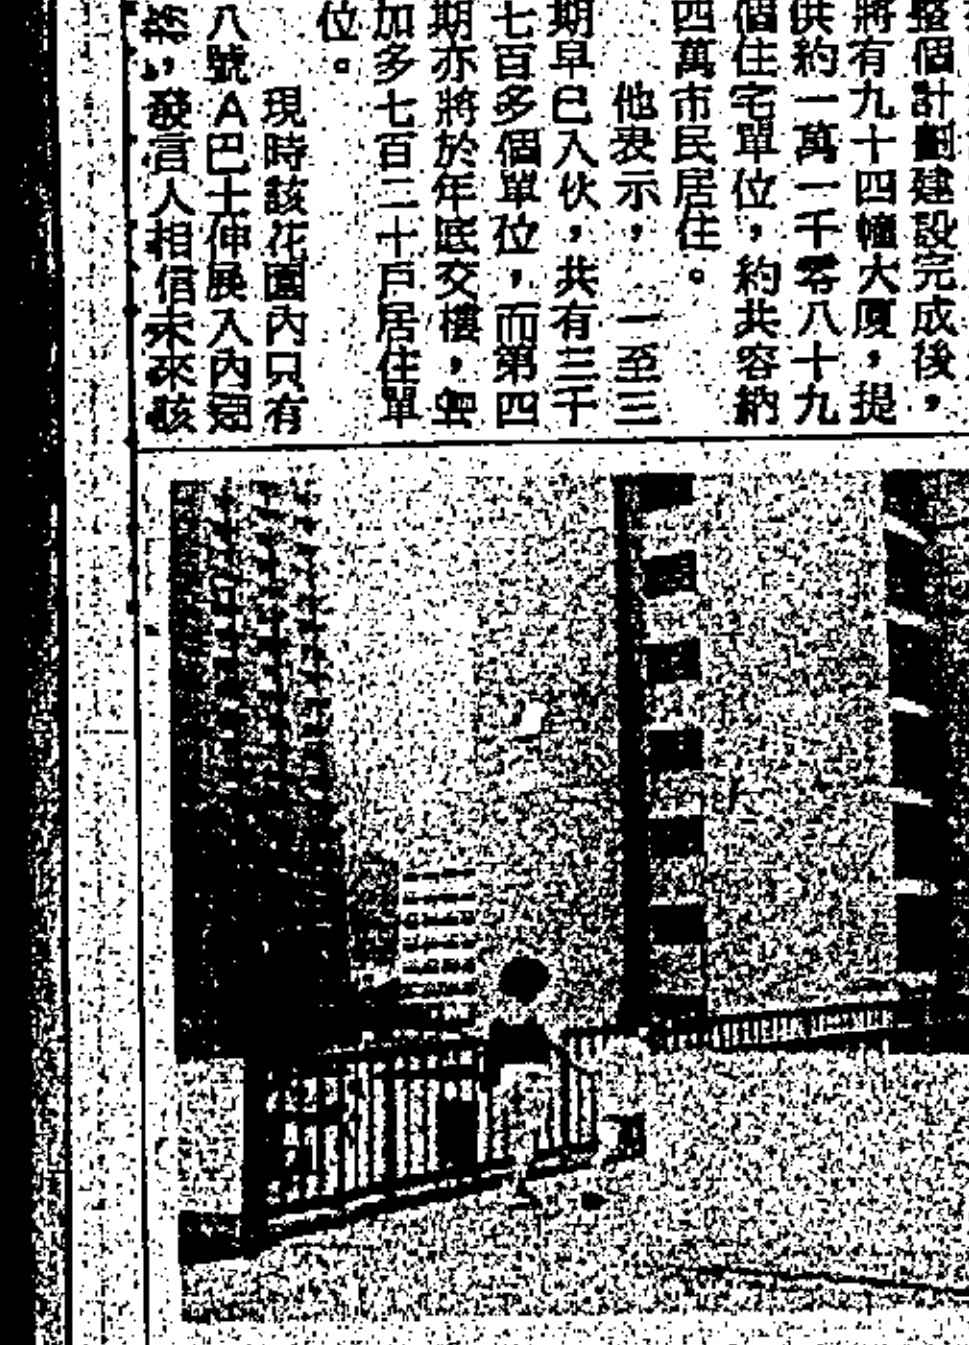 整個計劃建設完成後，
將有九十四幢大廈，提
供約一萬一千零八十九
個住宅單位，約共容納
四萬市民居住。
他表示，一至三
期早已入伙，共有三千
七百多個單位，而第四
期亦將於年底交樓，
加多七百二十戶居住單
位。
現時該花園內只有
八號A巴士伸展入內
發言人相信未來該